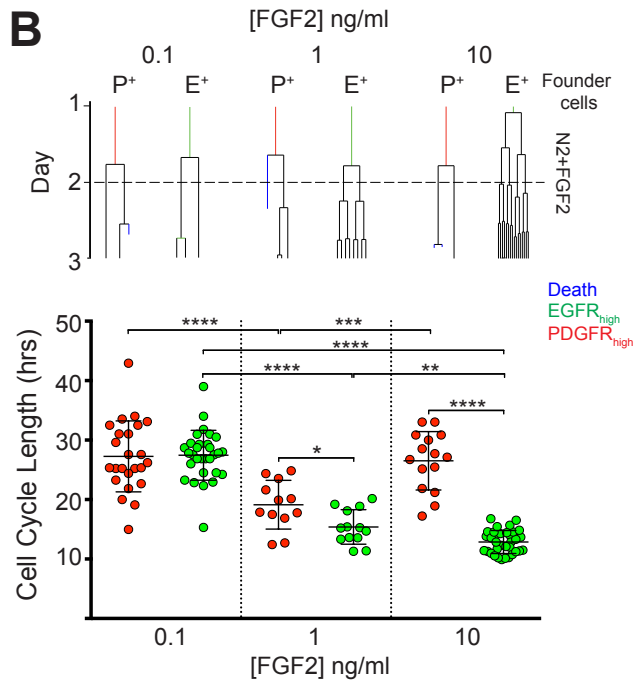 B
[FGF2] ng/ml
0.1 1 10
P+ E+ P+ E+ P+ E+ Founder cells
1
Day
2
3
N2+FGF2
Death
EGFRhigh
PDGFRhigh
Cell Cycle Length (hrs)
50
40
30
20
10
**** ***
****
**** **
****
*
0.1 1 10
[FGF2] ng/ml